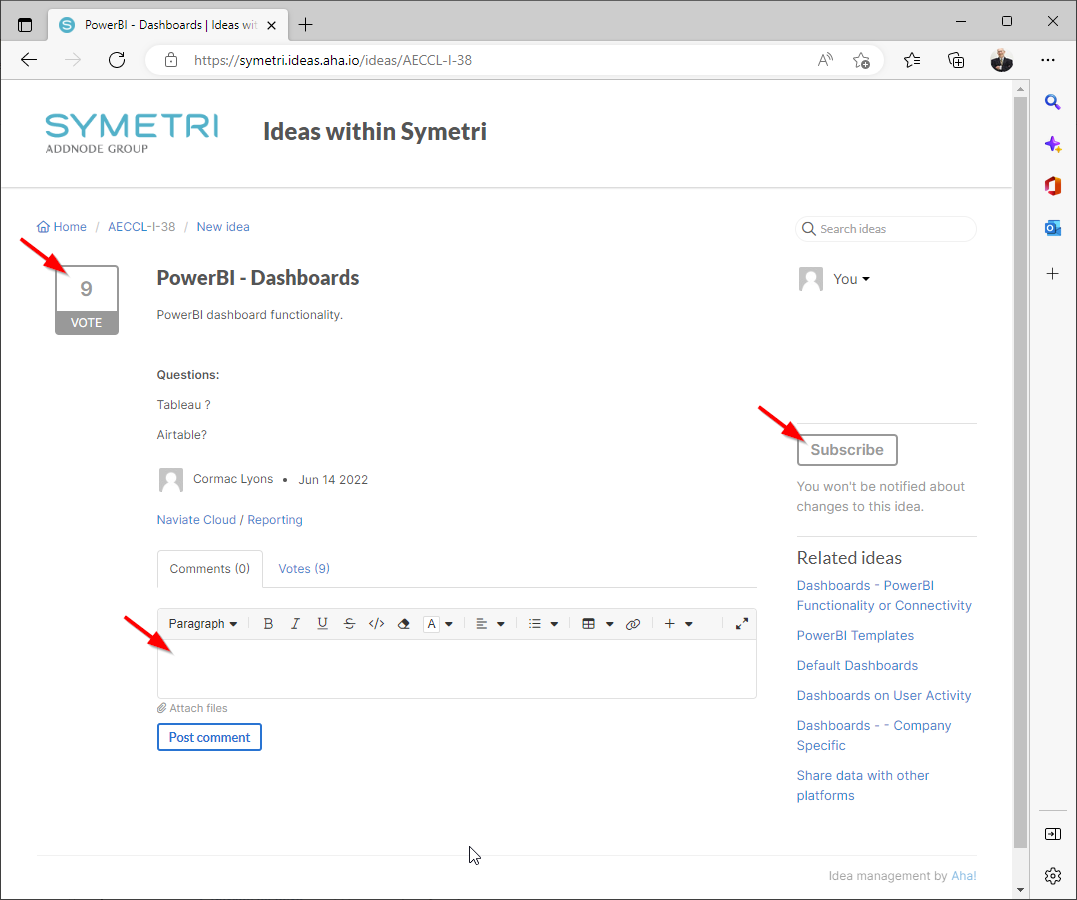 PowerBI - Dashboards | Ideas wit
https://symetri.ideas.aha.io/ideas/AECCL-I-38
SYMETRI
ADDNODE GROUP
Ideas within Symetri
Home / AECCL-I-38 / New idea
Search ideas
9
VOTE
PowerBI - Dashboards
You
PowerBI dashboard functionality.
Questions:
Tableau ?
Airtable?
Subscribe
You won't be notified about
changes to this idea.
Cormac Lyons • Jun 14 2022
Naviate Cloud / Reporting
Comments (0) Votes (9)
Paragraph B I U S </> A
Attach files
Post comment
Related ideas
Dashboards - PowerBI
Functionality or Connectivity
PowerBI Templates
Default Dashboards
Dashboards on User Activity
Dashboards - - Company
Specific
Share data with other
platforms
Idea management by Aha!